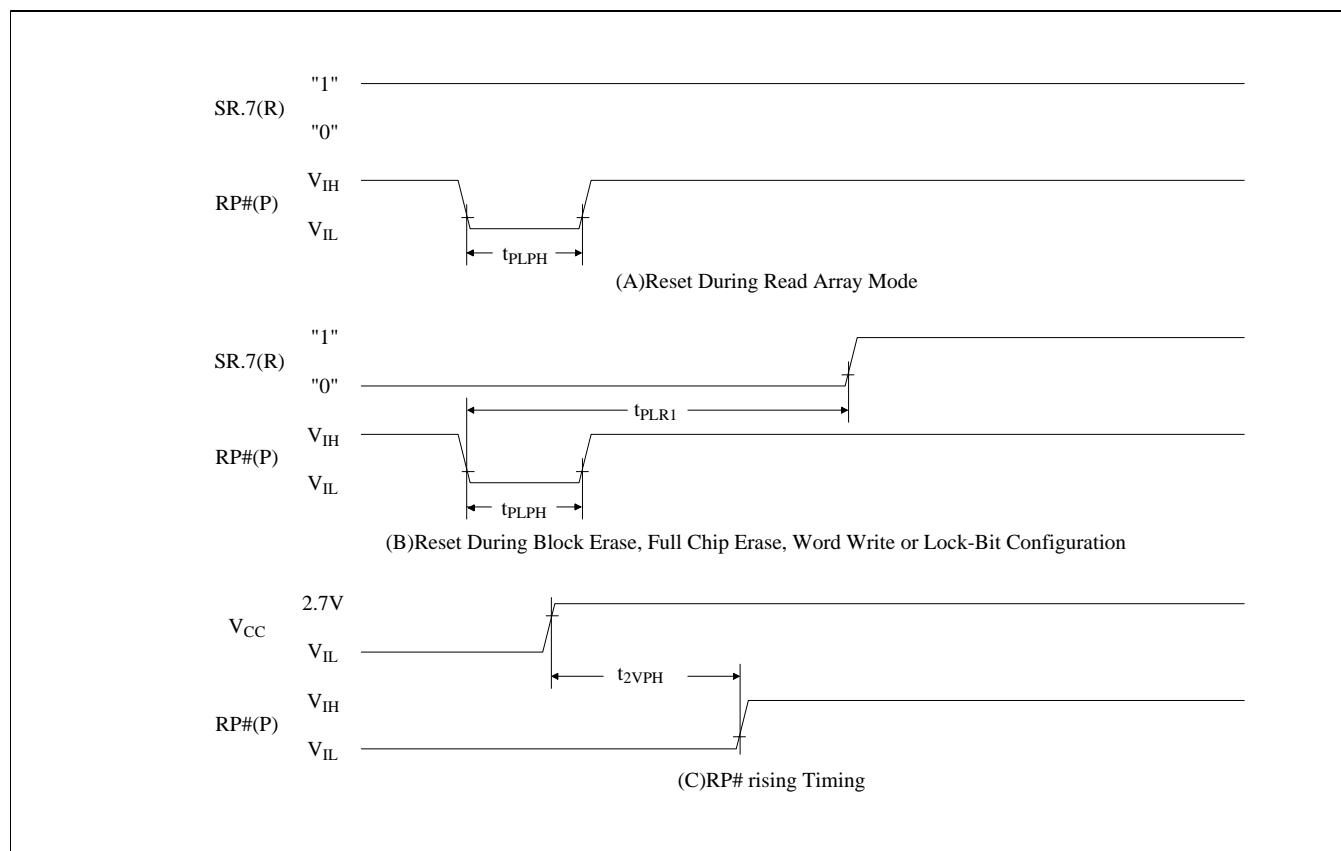 "1"
SR.7(R)
"0"
VIH
RP#(P)
VIL
tPLPH
(A)Reset During Read Array Mode
"1"
SR.7(R)
"0"
tPLR1
VIH
RP#(P)
VIL
tPLPH
(B)Reset During Block Erase, Full Chip Erase, Word Write or Lock-Bit Configuration
2.7V
VCC
VIL
t2VPH
VIH
RP#(P)
VIL
(C)RP# rising Timing